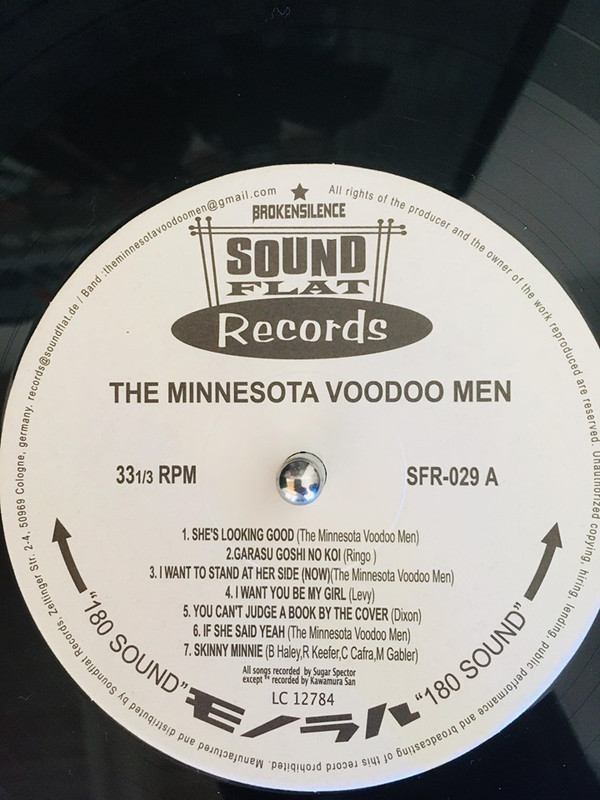 All rights of the producer and the owner of the work reproduced are reserved. Unauthorized copying, hiring, lending, public performance and broadcasting of this record prohibited. Manufactured and distributed by Soundflat Records, Zellinger Str. 2-4, 50969 Cologne, germany. records@soundflat.de / Band :theminnesotavoodoomen@gmail.com
BROKENSILENCE
SOUND
FLAT
Records
THE MINNESOTA VOODOO MEN
33 1/3 RPM
SFR-029 A
1. SHE'S LOOKING GOOD (The Minnesota Voodoo Men)
2.GARASU GOSHI NO KOI (Ringo )
3. I WANT TO STAND AT HER SIDE (NOW)(The Minnesota Voodoo Men)
4. I WANT YOU BE MY GIRL (Levy)
5. YOU CAN'T JUDGE A BOOK BY THE COVER (Dixon)
6. IF SHE SAID YEAH (The Minnesota Voodoo Men)
7. SKINNY MINNIE (B Haley,R Keefer,C Cafra,M Gabler)
All songs recorded by Sugar Spector
except ** recorded by Kawamura San
LC 12784
"180 SOUND"
モノラル
"180 SOUND"